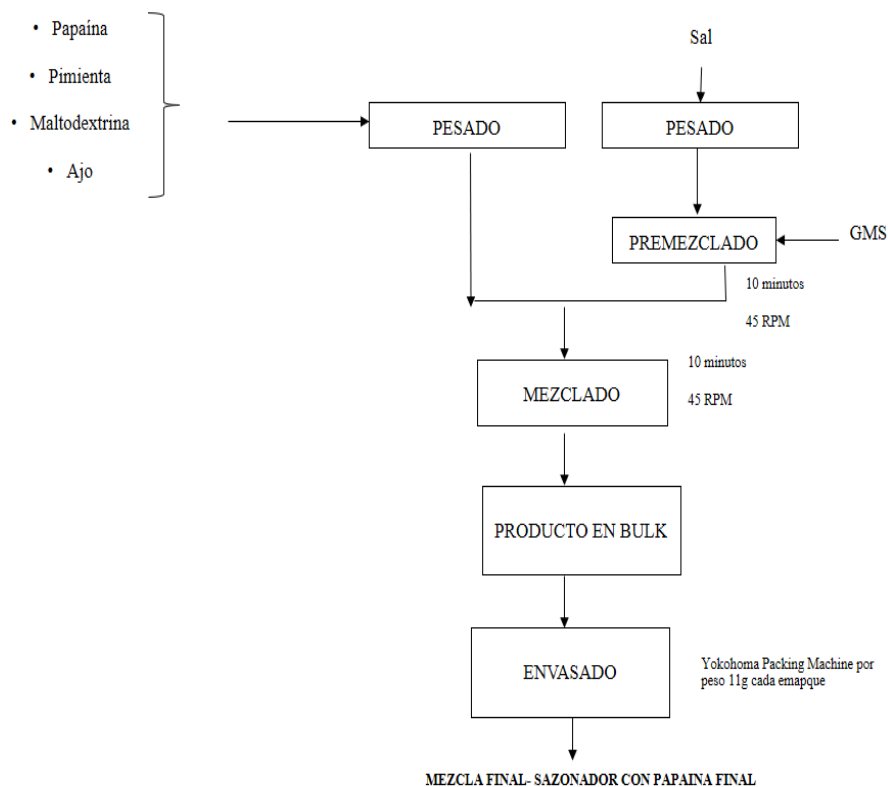 • Papaína
• Pimienta
• Maltodextrina
• Ajo
Sal
PESADO
PESADO
PREMEZCLADO
GMS
10 minutos
45 RPM
MEZCLADO
10 minutos
45 RPM
PRODUCTO EN BULK
ENVASADO
Yokohoma Packing Machine por
peso 11g cada emapque
MEZCLA FINAL- SAZONADOR CON PAPAINA FINAL